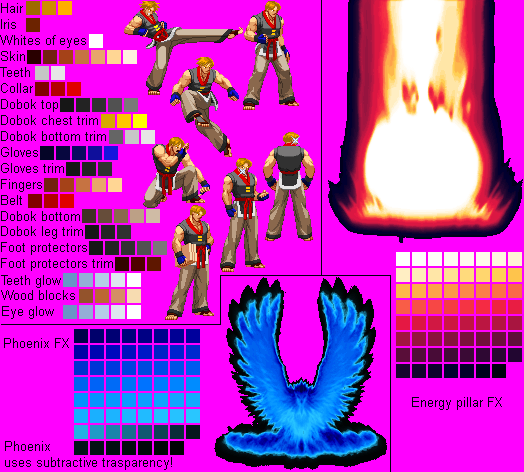 Hair
Iris
Whites of eyes
Skin
Teeth
Collar
Dobok top
Dobok chest trim
Dobok bottom trim
Gloves
Gloves trim
Fingers
Belt
Dobok bottom
Dobok leg trim
Foot protectors
Foot protectors trim
Teeth glow
Wood blocks
Eye glow
Phoenix FX
Energy pillar FX
Phoenix
uses subtractive trasparency!